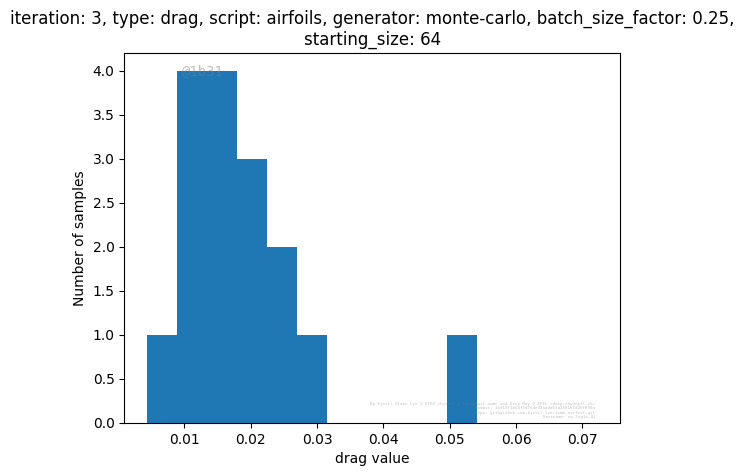 iteration: 3, type: drag, script: airfoils, generator: monte-carlo, batch_size_factor: 0.25,
starting_size: 64
@1b31
4.0
3.5
3.0
2.5
2.0
1.5
1.0
0.5
0.0
Number of samples
0.01 0.02 0.03 0.04 0.05 0.06 0.07
drag value